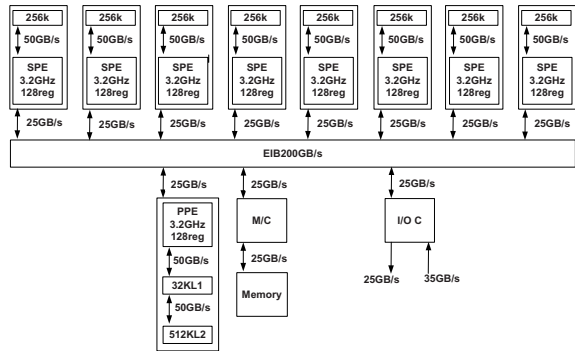 256k 256k 256k 256k 256k 256k 256k 256k
50GB/s 50GB/s 50GB/s 50GB/s 50GB/s 50GB/s 50GB/s 50GB/s
SPE SPE SPE SPE SPE SPE SPE SPE
3.2GHz 3.2GHz 3.2GHz 3.2GHz 3.2GHz 3.2GHz 3.2GHz 3.2GHz
128reg 128reg 128reg 128reg 128reg 128reg 128reg 128reg
25GB/s 25GB/s 25GB/s 25GB/s 25GB/s 25GB/s 25GB/s 25GB/s
EIB200GB/s
25GB/s 25GB/s 25GB/s
PPE
3.2GHz M/C I/O C
128reg
50GB/s 25GB/s
25GB/s 35GB/s
32KL1 Memory
50GB/s
512KL2